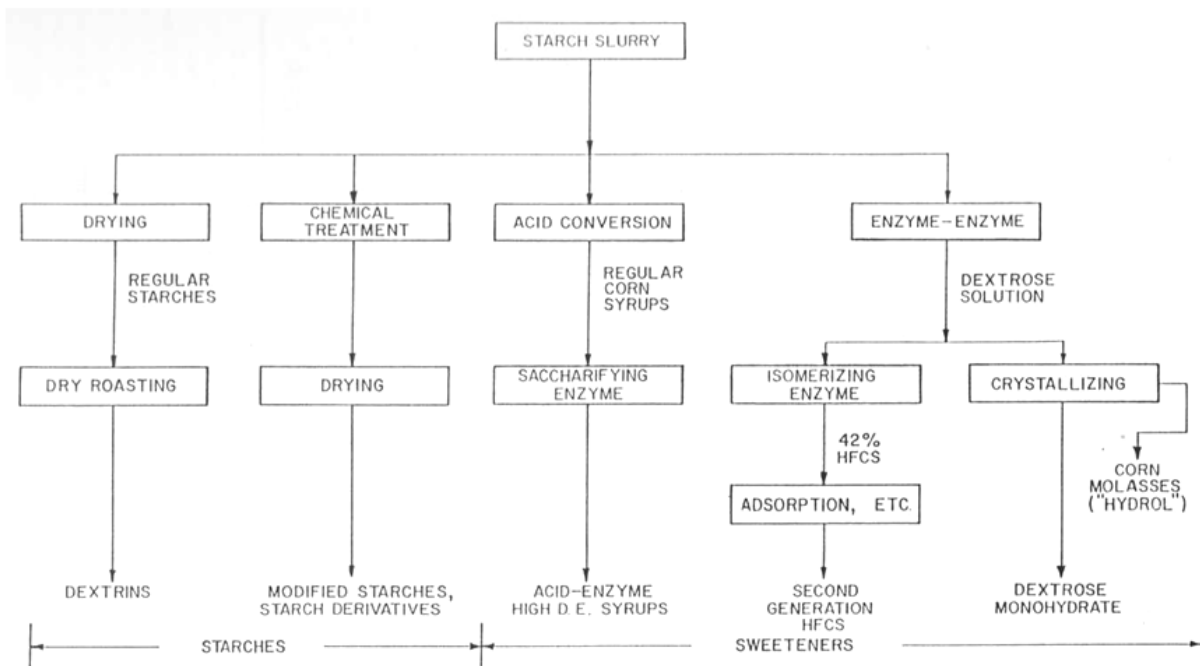 STARCH SLURRY
DRYING
CHEMICAL
TREATMENT
ACID CONVERSION
ENZYME-ENZYME
REGULAR
STARCHES
REGULAR
CORN
SYRUPS
DEXTROSE
SOLUTION
DRY ROASTING
DRYING
SACCHARIFYING
ENZYME
ISOMERIZING
ENZYME
CRYSTALLIZING
42%
HFCS
CORN
MOLASSES
("HYDROL")
ADSORPTION, ETC.
DEXTRINS
MODIFIED STARCHES,
STARCH DERIVATIVES
ACID-ENZYME
HIGH D.E. SYRUPS
SECOND
GENERATION
HFCS
DEXTROSE
MONOHYDRATE
STARCHES
SWEETENERS